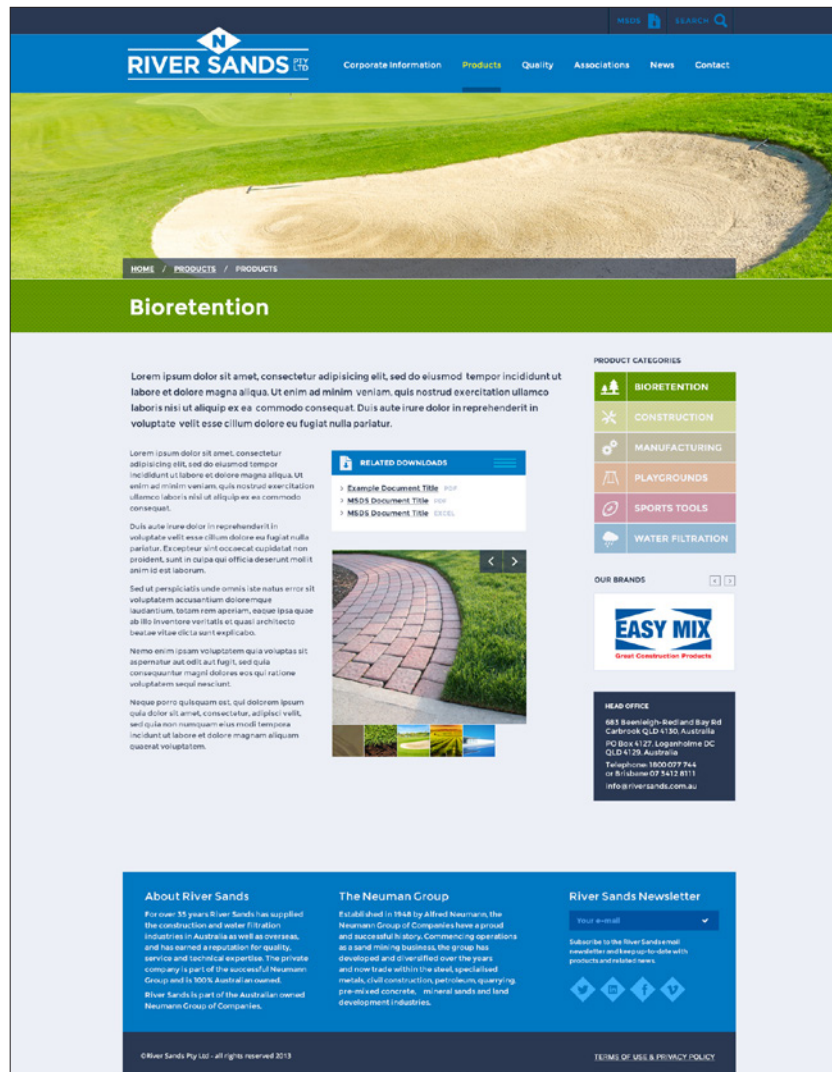 MSDS
SEARCH
N
RIVER SANDS PTY LTD
Corporate Information
Products
Quality
Associations
News
Contact
HOME / PRODUCTS / PRODUCTS
Bioretention
Lorem ipsum dolor sit amet, consectetur adipisicing elit, sed do eiusmod tempor incididunt ut
labore et dolore magna aliqua. Ut enim ad minim veniam, quis nostrud exercitation ullamco
laboris nisi ut aliquip ex ea commodo consequat. Duis aute irure dolor in reprehenderit in
voluptate velit esse cillum dolore eu fugiat nulla pariatur.
Lorem ipsum dolor sit amet, consectetur
adipisicing elit, sed do eiusmod tempor
incididunt ut labore et dolore magna aliqua. Ut
enim ad minim veniam, quis nostrud exercitation
ullamco laboris nisi ut aliquip ex ea commodo
consequat.
Duis aute irure dolor in reprehenderit in
voluptate velit esse cillum dolore eu fugiat nulla
pariatur. Excepteur sint occaecat cupidatat non
proident, sunt in culpa qui officia deserunt mollit
anim id est laborum.
Sed ut perspiciatis unde omnis iste natus error sit
voluptatem accusantium doloremque
laudantium, totam rem aperiam, eaque ipsa quae
ab illo inventore veritatis et quasi architecto
beatae vitae dicta sunt explicabo.
Nemo enim ipsam voluptatem quia voluptas sit
aspernatur aut odit aut fugit, sed quia
consequuntur magni dolores eos qui ratione
voluptatem sequi nesciunt.
Neque porro quisquam est, qui dolorem ipsum
quia dolor sit amet, consectetur, adipisci velit,
sed quia non numquam eius modi tempora
incidunt ut labore et dolore magnam aliquam
quaerat voluptatem.
RELATED DOWNLOADS
Example Document Title PDF
MSDS Document Title PDF
MSDS Document Title EXCEL
PRODUCT CATEGORIES
BIORETENTION
CONSTRUCTION
MANUFACTURING
PLAYGROUNDS
SPORTS TOOLS
WATER FILTRATION
OUR BRANDS
EASY MIX
Great Construction Products
HEAD OFFICE
683 Beenleigh-Redland Bay Rd
Carbrook QLD 4130, Australia
PO Box 4127, Loganholme DC
QLD 4129, Australia
Telephone: 1800 077 744
or Brisbane 07 3412 8111
info@riversands.com.au
About River Sands
For over 35 years River Sands has supplied
the construction and water filtration
industries in Australia as well as overseas,
and has earned a reputation for quality,
service and technical expertise. The private
company is part of the successful Neumann
Group and is 100% Australian owned.
River Sands is part of the Australian owned
Neumann Group of Companies.
The Neuman Group
Established in 1948 by Alfred Neumann, the
Neumann Group of Companies have a proud
and successful history. Commencing operations
as a sand mining business, the group has
developed and diversified over the years
and now trade within the steel, specialised
metals, civil construction, petroleum, quarrying,
pre-mixed concrete, mineral sands and land
development industries.
River Sands Newsletter
Your e-mail
Subscribe to the River Sands email
newsletter and keep up-to-date with
products and related news.
©River Sands Pty Ltd - all rights reserved 2013
TERMS OF USE & PRIVACY POLICY